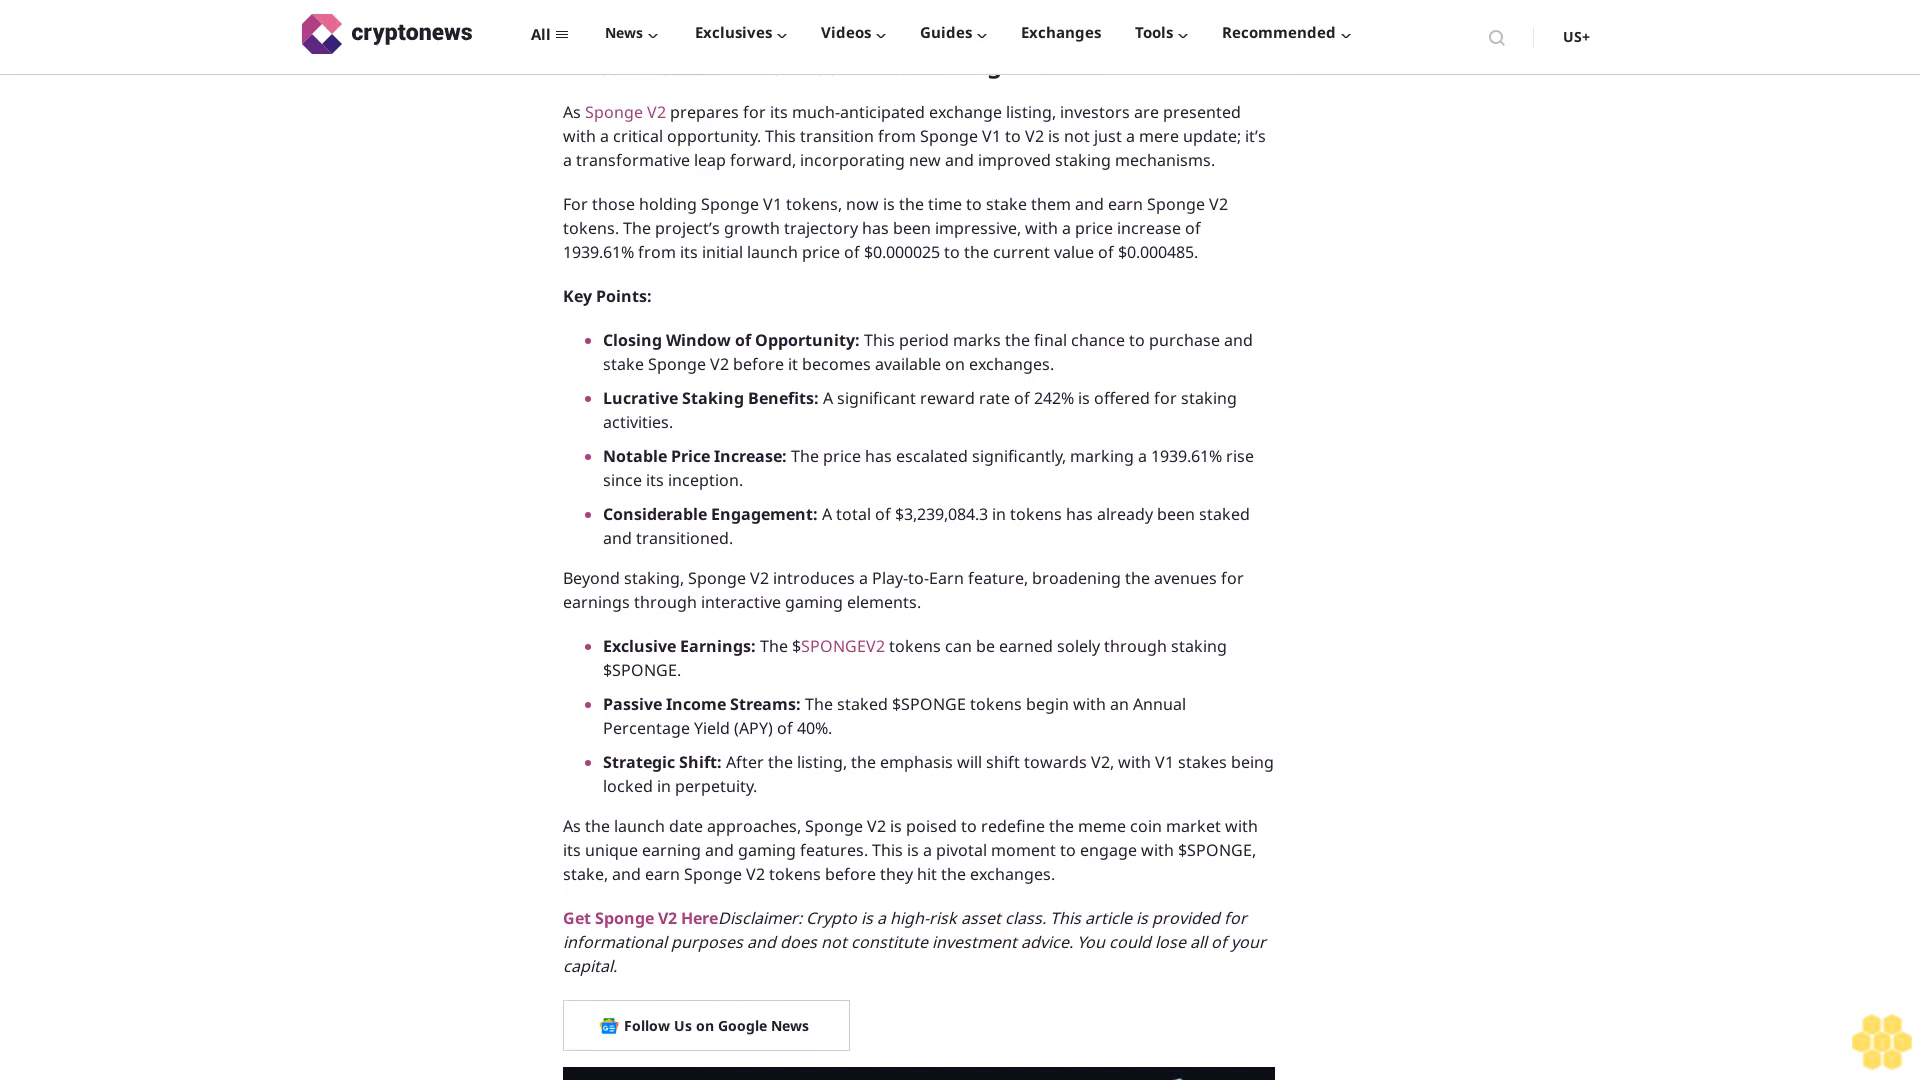 cryptonews
All
News
Exclusives
Videos
Guides
Exchanges
Tools
Recommended
US+
As Sponge V2 prepares for its much-anticipated exchange listing, investors are presented
with a critical opportunity. This transition from Sponge V1 to V2 is not just a mere update; it’s
a transformative leap forward, incorporating new and improved staking mechanisms.
For those holding Sponge V1 tokens, now is the time to stake them and earn Sponge V2
tokens. The project’s growth trajectory has been impressive, with a price increase of
1939.61% from its initial launch price of $0.000025 to the current value of $0.000485.
Key Points:
Closing Window of Opportunity: This period marks the final chance to purchase and
stake Sponge V2 before it becomes available on exchanges.
Lucrative Staking Benefits: A significant reward rate of 242% is offered for staking
activities.
Notable Price Increase: The price has escalated significantly, marking a 1939.61% rise
since its inception.
Considerable Engagement: A total of $3,239,084.3 in tokens has already been staked
and transitioned.
Beyond staking, Sponge V2 introduces a Play-to-Earn feature, broadening the avenues for
earnings through interactive gaming elements.
Exclusive Earnings: The $SPONGEV2 tokens can be earned solely through staking
$SPONGE.
Passive Income Streams: The staked $SPONGE tokens begin with an Annual
Percentage Yield (APY) of 40%.
Strategic Shift: After the listing, the emphasis will shift towards V2, with V1 stakes being
locked in perpetuity.
As the launch date approaches, Sponge V2 is poised to redefine the meme coin market with
its unique earning and gaming features. This is a pivotal moment to engage with $SPONGE,
stake, and earn Sponge V2 tokens before they hit the exchanges.
Get Sponge V2 HereDisclaimer: Crypto is a high-risk asset class. This article is provided for
informational purposes and does not constitute investment advice. You could lose all of your
capital.
Follow Us on Google News